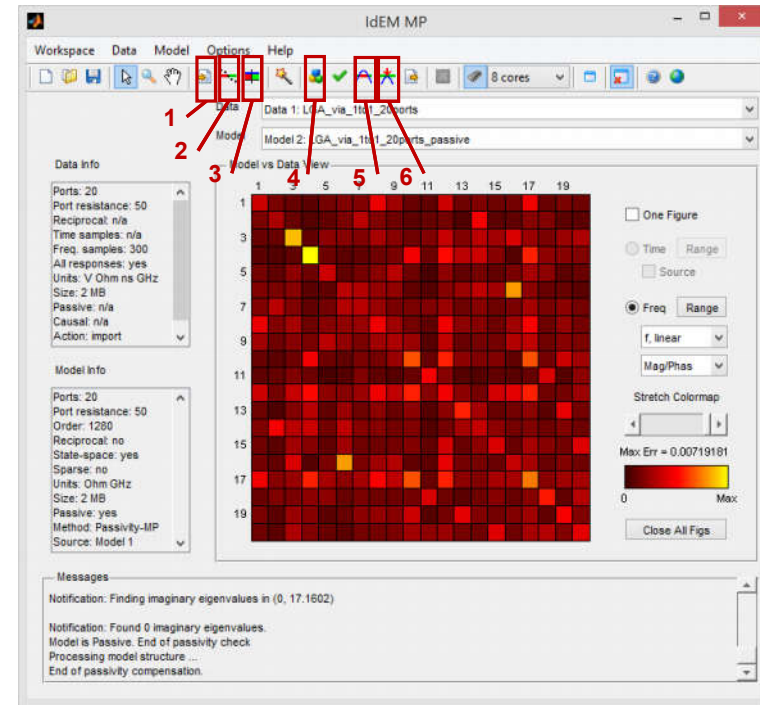 IdEM MP
Workspace Data Model Options Help
8 cores
1
2
3
4
5
6
Data
Data 1: LGA_via_1to1_20ports
Model
Model 2: LGA_via_1to1_20ports_passive
Data Info
Ports: 20
Port resistance: 50
Reciprocal: n/a
Time samples: n/a
Freq. samples: 300
All responses: yes
Units: V Ohm ns GHz
Size: 2 MB
Passive: n/a
Causal: n/a
Action: import
Model Info
Ports: 20
Port resistance: 50
Order: 1280
Reciprocal: no
State-space: yes
Sparse: no
Units: Ohm GHz
Size: 2 MB
Passive: yes
Method: Passivity-MP
Source: Model 1
Model vs Data View
1 3 5 7 9 11 13 15 17 19
1
3
5
7
9
11
13
15
17
19
One Figure
Time Range
Source
Freq Range
f, linear
Mag/Phas
Stretch Colormap
Max Err = 0.00719181
0 Max
Close All Figs
Messages
Notification: Finding imaginary eigenvalues in (0, 17.1602)
Notification: Found 0 imaginary eigenvalues.
Model is Passive. End of passivity check
Processing model structure ...
End of passivity compensation.